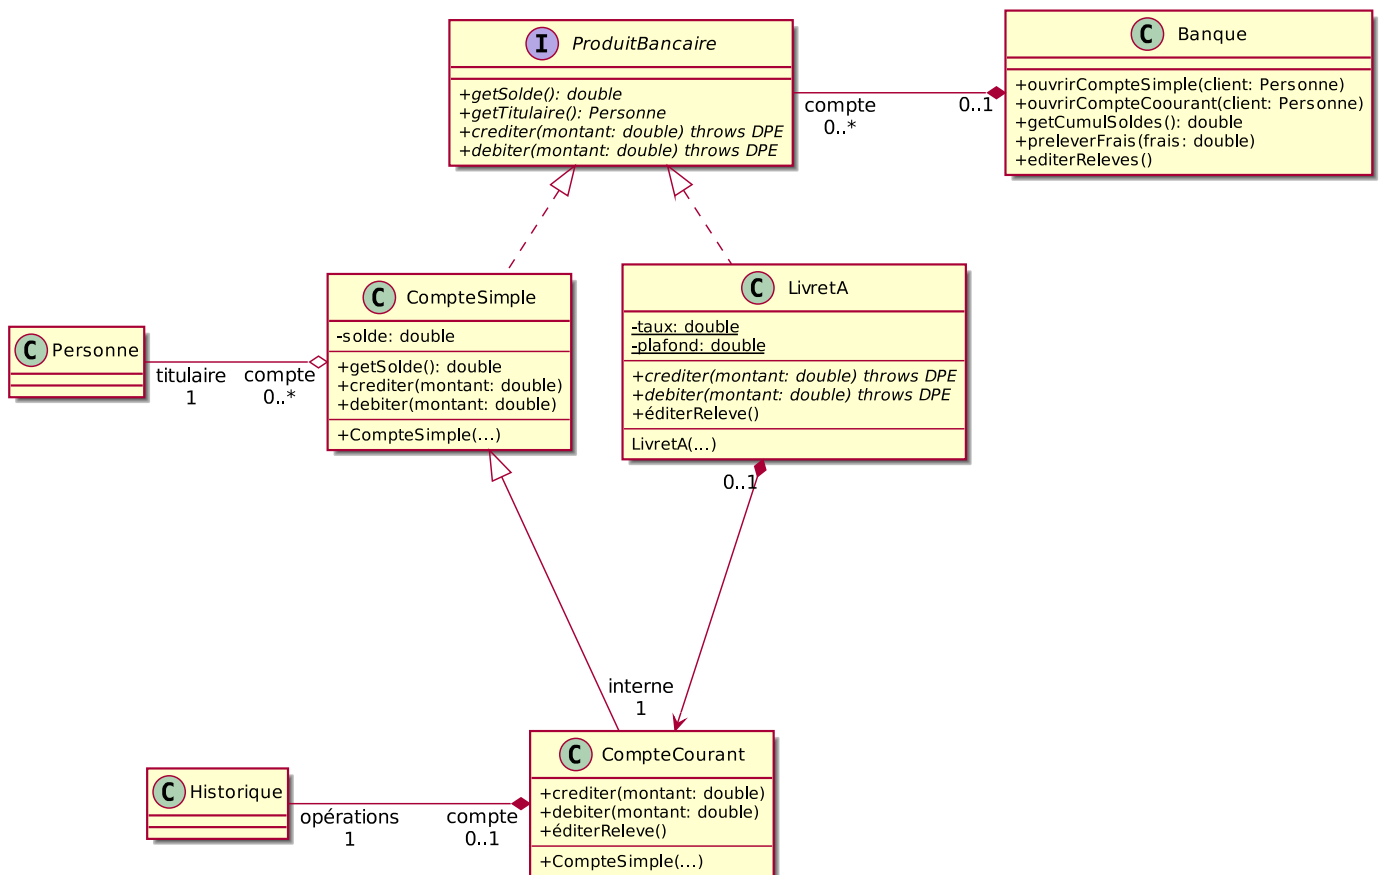 I ProduitBancaire
+getSolde(): double
+getTitulaire(): Personne
+crediter(montant: double) throws DPE
+debiter(montant: double) throws DPE
compte
0..*
0..1
C Banque
+ouvrirCompteSimple(client: Personne)
+ouvrirCompteCoourant(client: Personne)
+getCumulSoldes(): double
+preleverFrais(frais: double)
+editerReleves()
C Personne
titulaire
1
compte
0..*
C CompteSimple
-solde: double
+getSolde(): double
+crediter(montant: double)
+debiter(montant: double)
+CompteSimple(...)
C LivretA
-taux: double
-plafond: double
+crediter(montant: double) throws DPE
+debiter(montant: double) throws DPE
+éditerReleve()
LivretA(...)
0..1
interne
1
C Historique
opérations
1
compte
0..1
C CompteCourant
+crediter(montant: double)
+debiter(montant: double)
+éditerReleve()
+CompteSimple(...)